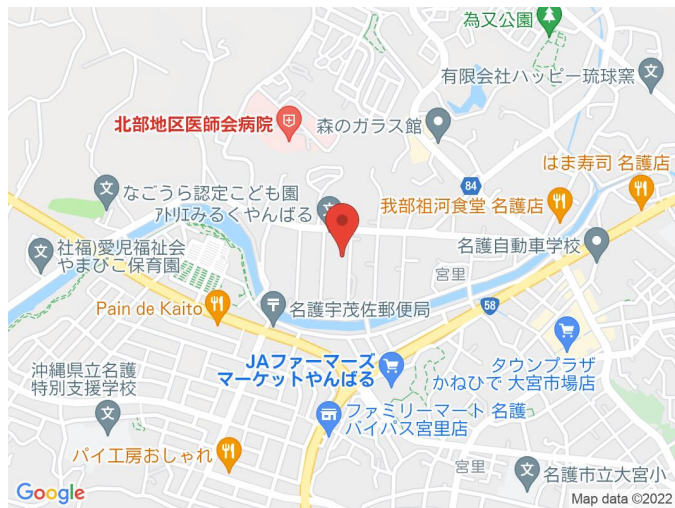 為又公園
有限会社ハッピー琉球窯
北部地区医師会病院
森のガラス館
はま寿司 名護店
84
なごうら認定こども園
ｱﾄﾘｴみるくやんばる
我部祖河食堂 名護店
社福)愛児福祉会
やまびこ保育園
名護自動車学校
宮里
Pain de Kaito
名護宇茂佐郵便局
58
JAファーマーズ
マーケットやんばる
タウンプラザ
かねひで 大宮市場店
沖縄県立名護
特別支援学校
ファミリーマート 名護
バイパス宮里店
パイ工房おしゃれ
宮里
名護市立大宮小
Google
Map data ©2022